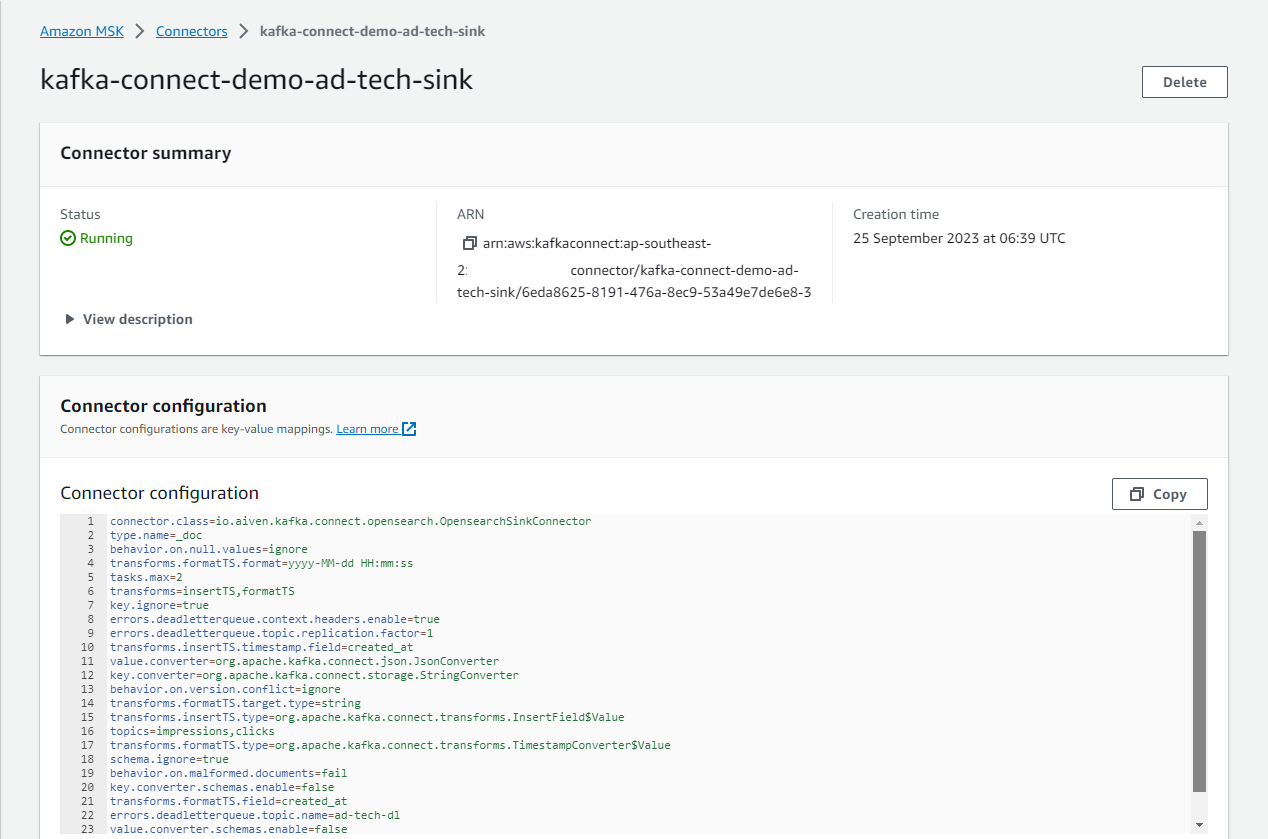 Amazon MSK > Connectors > kafka-connect-demo-ad-tech-sink
kafka-connect-demo-ad-tech-sink
Delete
Connector summary
Status
Running
ARN
arn:aws:kafkaconnect:ap-southeast-
2: connector/kafka-connect-demo-ad-
tech-sink/6eda8625-8191-476a-8ec9-53a49e7de6e8-3
Creation time
25 September 2023 at 06:39 UTC
View description
Connector configuration
Connector configurations are key-value mappings. Learn more
Connector configuration
Copy
1 connector.class=io.aiven.kafka.connect.opensearch.OpensearchSinkConnector
2 type.name=_doc
3 behavior.on.null.values=ignore
4 transforms.formatTS.format=yyyy-MM-dd HH:mm:ss
5 tasks.max=2
6 transforms=insertTS,formatTS
7 key.ignore=true
8 errors.deadletterqueue.context.headers.enable=true
9 errors.deadletterqueue.topic.replication.factor=1
10 transforms.insertTS.timestamp.field=created_at
11 value.converter=org.apache.kafka.connect.json.JsonConverter
12 key.converter=org.apache.kafka.connect.storage.StringConverter
13 behavior.on.version.conflict=ignore
14 transforms.formatTS.target.type=string
15 transforms.insertTS.type=org.apache.kafka.connect.transforms.InsertField$Value
16 topics=impressions,clicks
17 transforms.formatTS.type=org.apache.kafka.connect.transforms.TimestampConverter$Value
18 schema.ignore=true
19 behavior.on.malformed.documents=fail
20 key.converter.schemas.enable=false
21 transforms.formatTS.field=created_at
22 errors.deadletterqueue.topic.name=ad-tech-dl
23 value.converter.schemas.enable=false